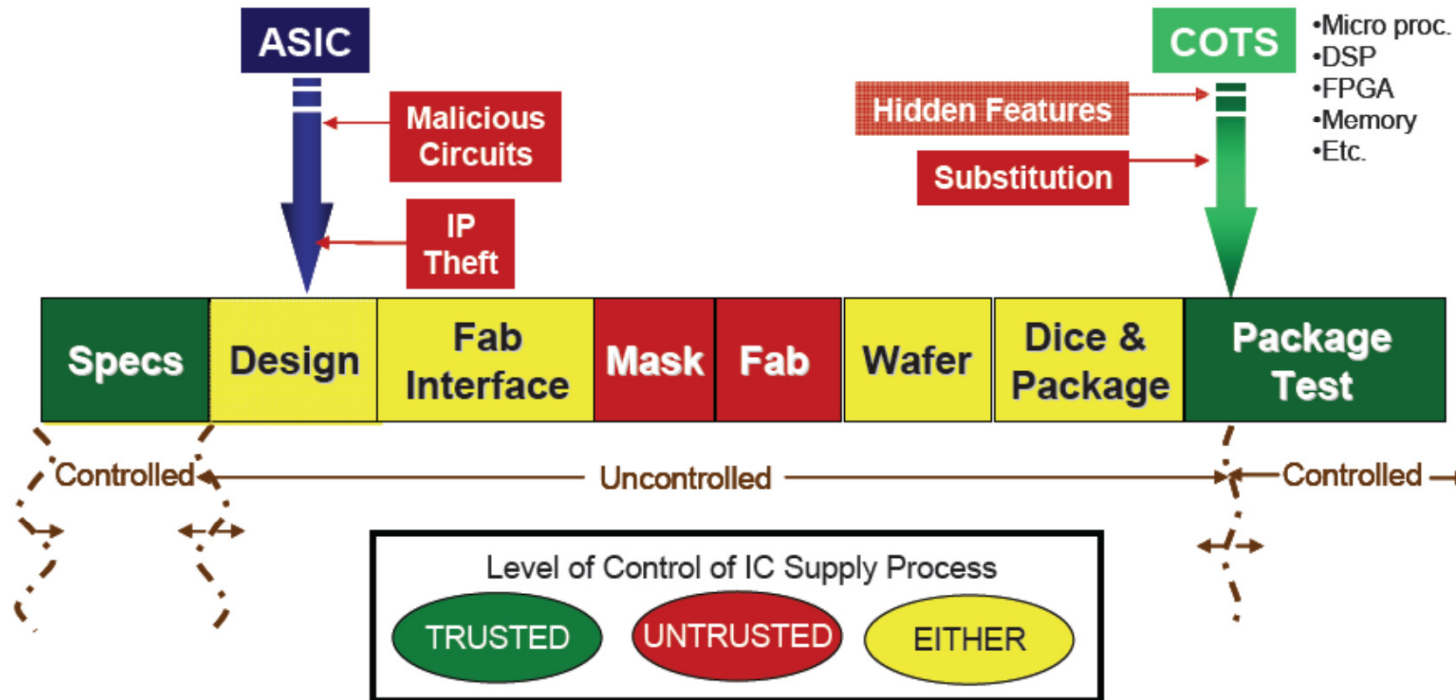 ASIC
Malicious
Circuits
IP
Theft
COTS
•Micro proc.
•DSP
•FPGA
•Memory
•Etc.
Hidden Features
Substitution
Specs
Design
Fab
Interface
Mask
Fab
Wafer
Dice &
Package
Package
Test
Controlled
Uncontrolled
Controlled
Level of Control of IC Supply Process
TRUSTED
UNTRUSTED
EITHER